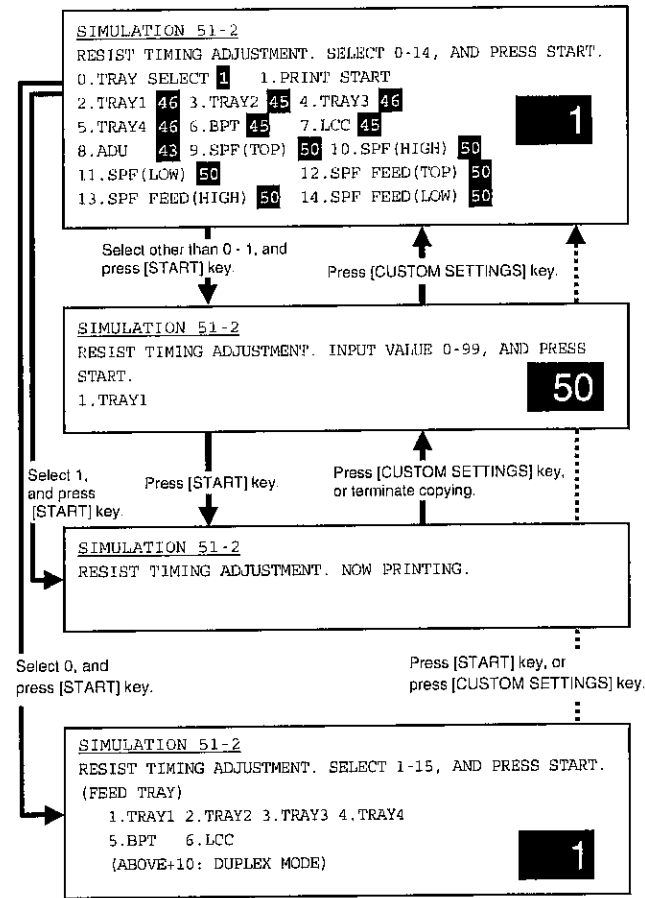 SIMULATION 51-2
RESIST TIMING ADJUSTMENT. SELECT 0-14, AND PRESS START.
0.TRAY SELECT 1 1.PRINT START
2.TRAY1 46 3.TRAY2 45 4.TRAY3 46
5.TRAY4 46 6.BPT 45 7.LCC 45
1
8.ADU 43 9.SPF(TOP) 50 10.SPF(HIGH) 50
11.SPF(LOW) 50 12.SPF FEED(TOP) 50
13.SPF FEED(HIGH) 50 14.SPF FEED(LOW) 50
Select other than 0 - 1, and
press [START] key.
Press [CUSTOM SETTINGS] key.
SIMULATION 51-2
RESIST TIMING ADJUSTMENT. INPUT VALUE 0-99, AND PRESS
START.
1.TRAY1
50
Select 1,
and press
[START] key.
Press [START] key.
Press [CUSTOM SETTINGS] key,
or terminate copying.
SIMULATION 51-2
RESIST TIMING ADJUSTMENT. NOW PRINTING.
Select 0, and
press [START] key.
Press [START] key, or
press [CUSTOM SETTINGS] key.
SIMULATION 51-2
RESIST TIMING ADJUSTMENT. SELECT 1-15, AND PRESS START.
(FEED TRAY)
1.TRAY1 2.TRAY2 3.TRAY3 4.TRAY4
5.BPT 6.LCC
(ABOVE+10: DUPLEX MODE)
1